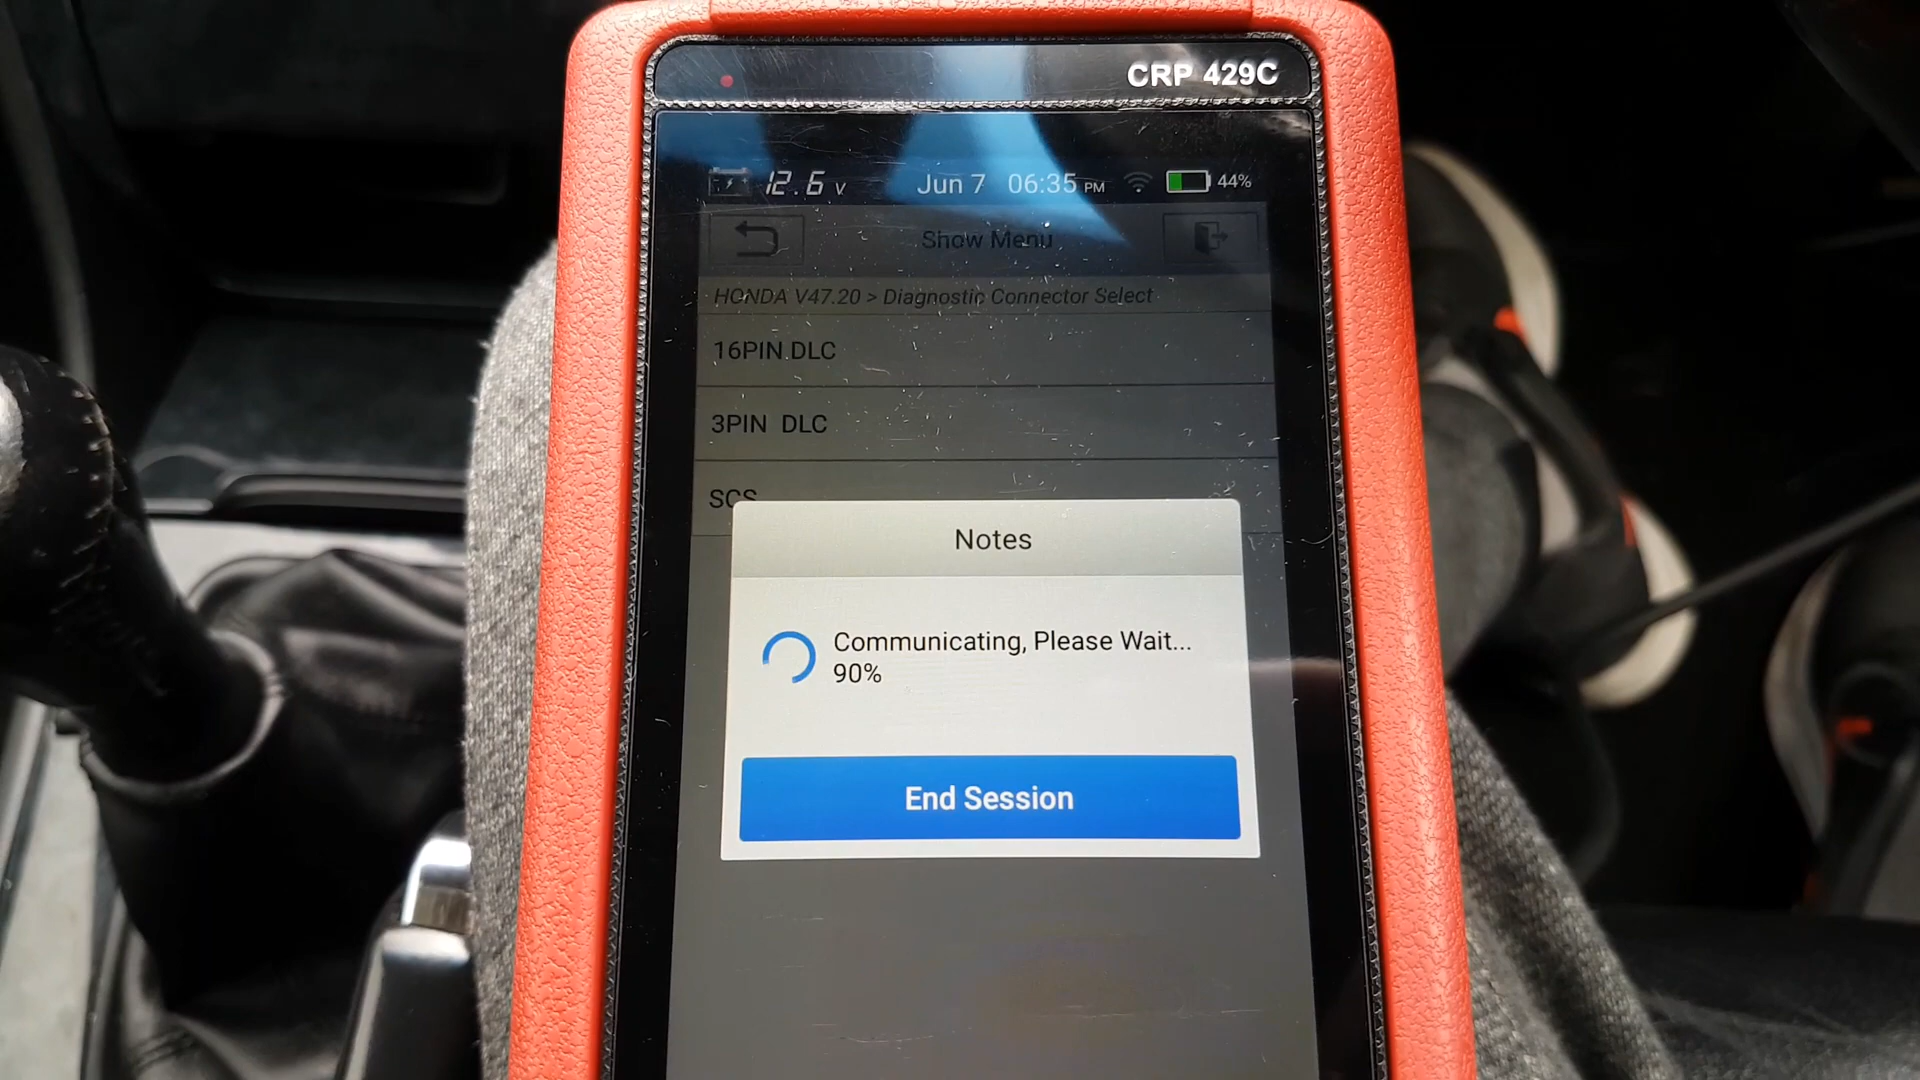 CRP 429C
12.6 V Jun 7 06:35 PM 44%
Show Menu
HONDA V47.20 > Diagnostic Connector Select
16PIN DLC
3PIN DLC
SCS
Notes
Communicating, Please Wait...
90%
End Session